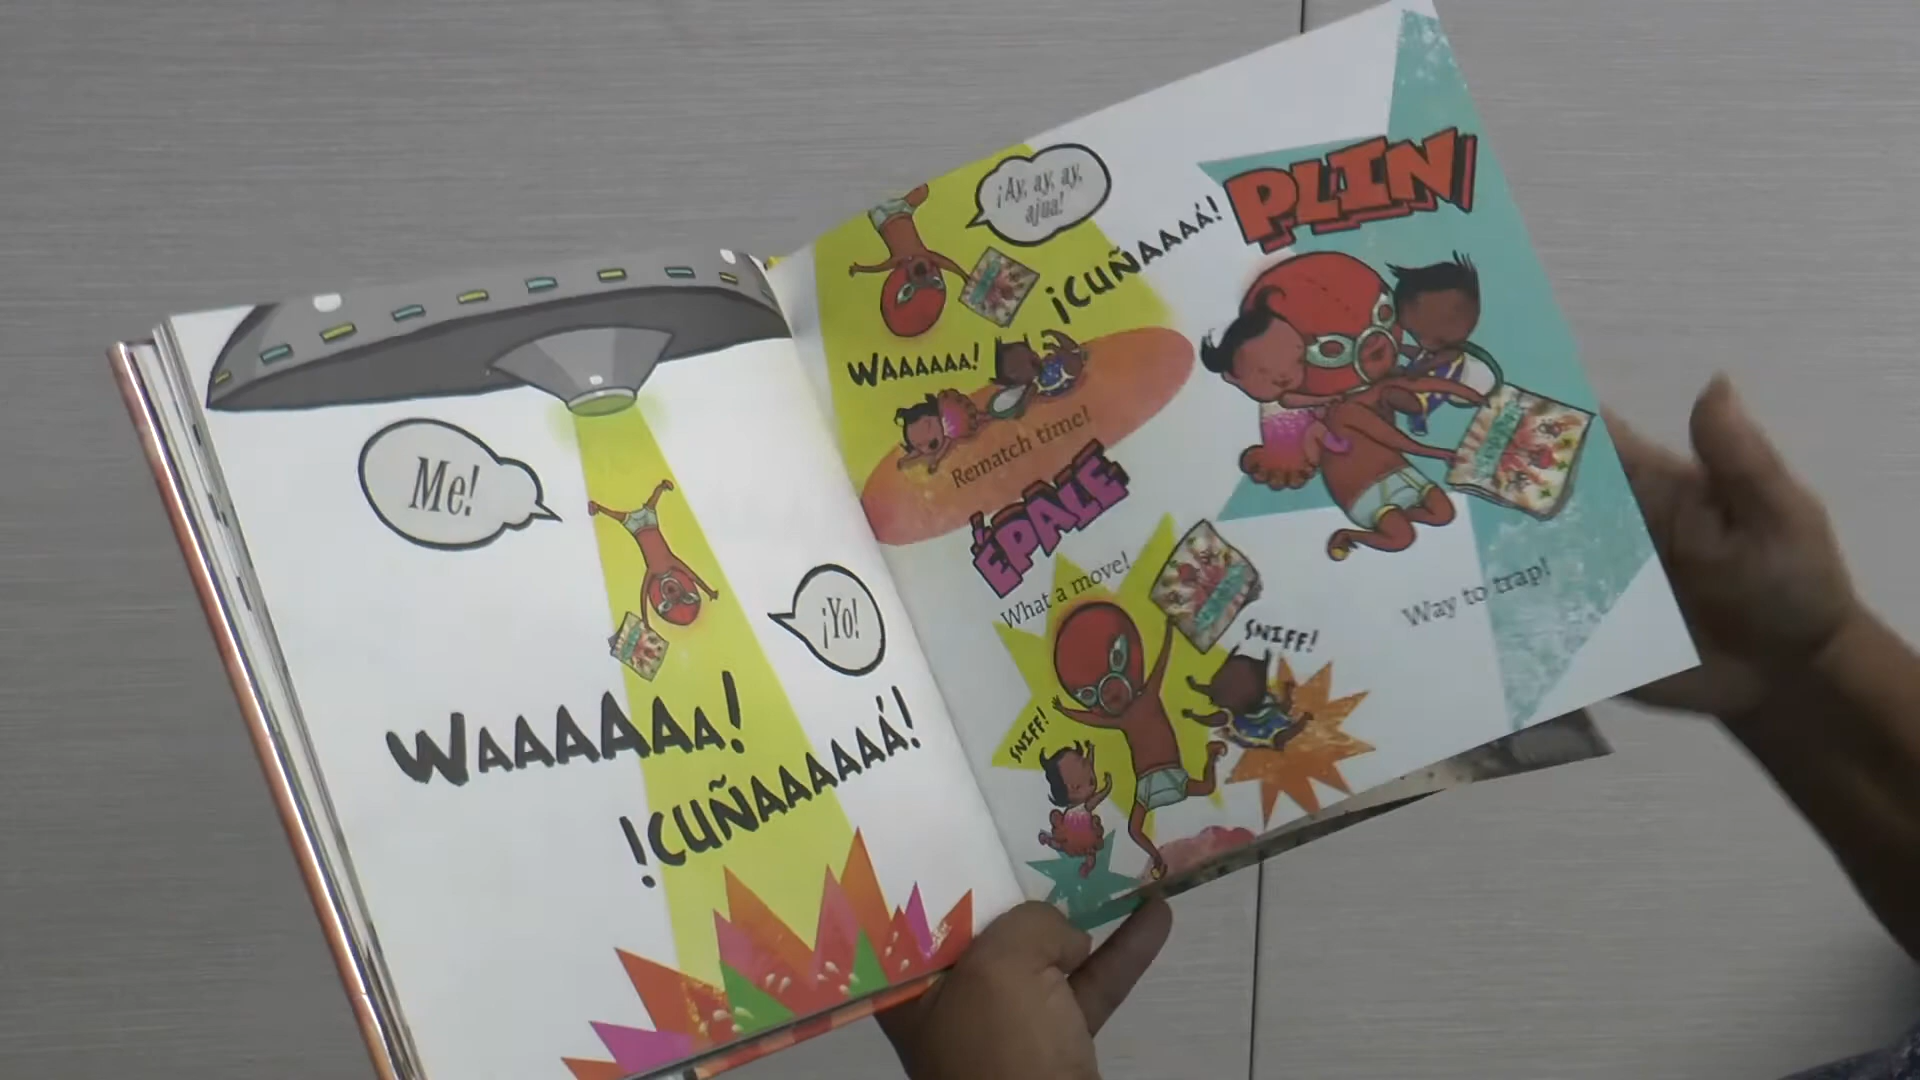 Me!
¡Yo!
WAAAAAA!
¡CUÑAAAAAÁ!
¡Ay, ay, ay,
ajua!
¡CUÑAAAAÁ!
PLIN
WAAAAAA!
Rematch time!
ÉPALE
What a move!
SNIFF!
SNIFF!
Way to trap!